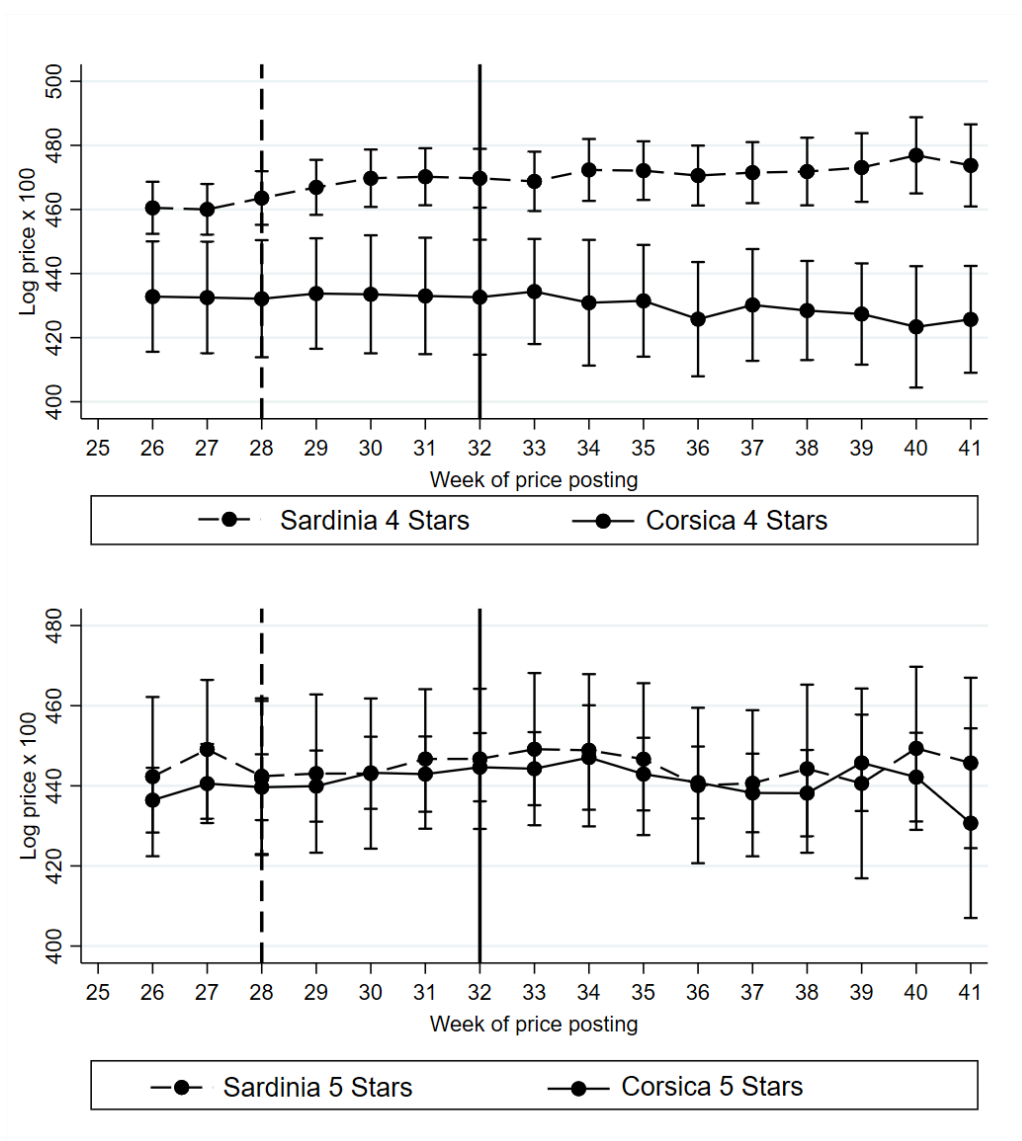 Log price x 100
500
480
460
440
420
400
25 26 27 28 29 30 31 32 33 34 35 36 37 38 39 40 41
Week of price posting
Sardinia 4 Stars Corsica 4 Stars
Log price x 100
480
460
440
420
400
25 26 27 28 29 30 31 32 33 34 35 36 37 38 39 40 41
Week of price posting
Sardinia 5 Stars Corsica 5 Stars